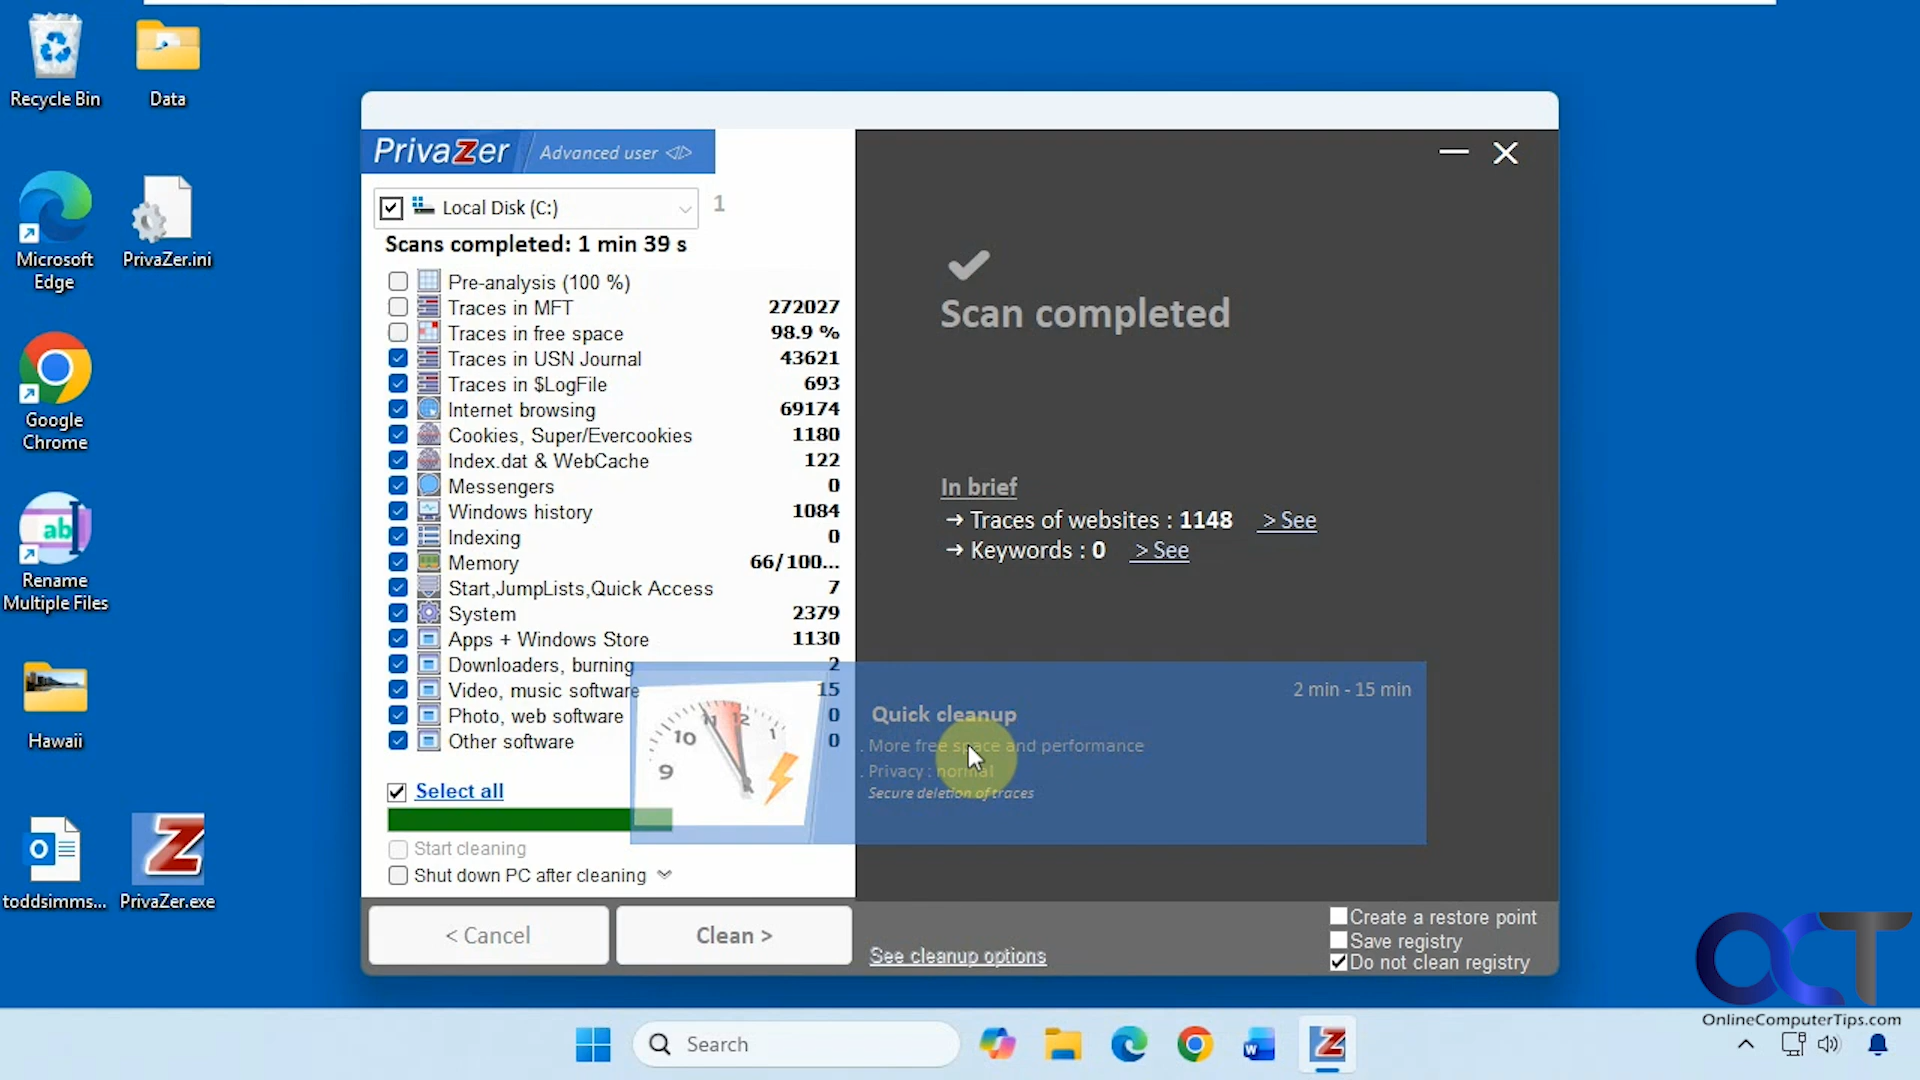 Recycle Bin
Data
Microsoft
Edge
PrivaZer.ini
Google
Chrome
ab
Rename
Multiple Files
Hawaii
toddsimms...
PrivaZer.exe
PrivaZer
Advanced user
Local Disk (C:)
1
Scans completed: 1 min 39 s
Pre-analysis (100 %)
Traces in MFT 272027
Traces in free space 98.9 %
Traces in USN Journal 43621
Traces in $LogFile 693
Internet browsing 69174
Cookies, Super/Evercookies 1180
Index.dat & WebCache 122
Messengers 0
Windows history 1084
Indexing 0
Memory 66/100...
Start,JumpLists,Quick Access 7
System 2379
Apps + Windows Store 1130
Downloaders, burning 2
Video, music software 15
Photo, web software 0
Other software 0
Select all
Start cleaning
Shut down PC after cleaning
< Cancel
Clean >
Scan completed
In brief
→ Traces of websites : 1148 > See
→ Keywords : 0 > See
9 10 11 12 1
2 min - 15 min
Quick cleanup
. More free space and performance
. Privacy : normal
Secure deletion of traces
See cleanup options
Create a restore point
Save registry
Do not clean registry
OCT
OnlineComputerTips.com
Search